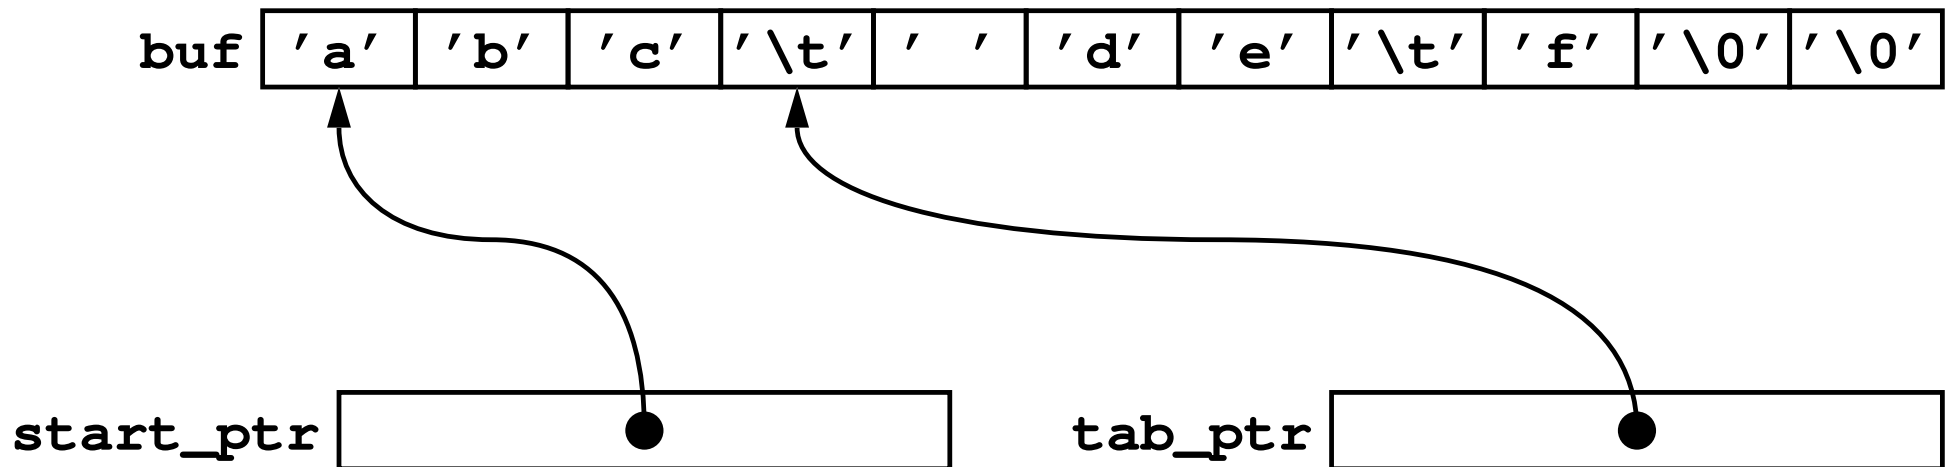 buf 'a' 'b' 'c' '\t' ' ' 'd' 'e' '\t' 'f' '\0' '\0'
start_ptr tab_ptr